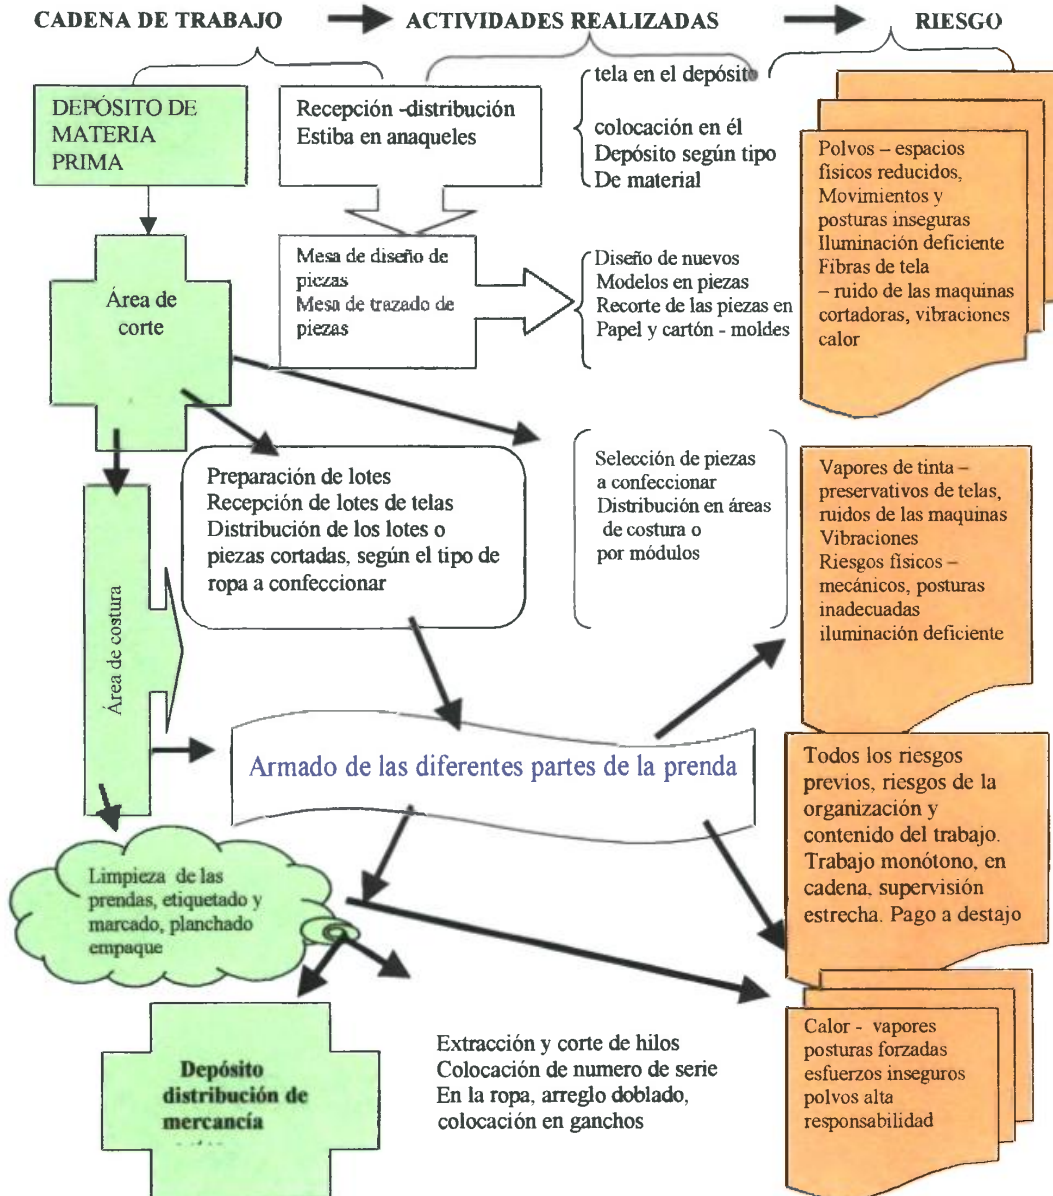 CADENA DE TRABAJO
ACTIVIDADES REALIZADAS
RIESGO
DEPÓSITO DE
MATERIA
PRIMA
Recepción -distribución
Estiba en anaqueles
tela en el depósito
colocación en él
Depósito según tipo
De material
Polvos – espacios
físicos reducidos,
Movimientos y
posturas inseguras
Iluminación deficiente
Fibras de tela
– ruido de las maquinas
cortadoras, vibraciones
calor
Área de
corte
Mesa de diseño de
piezas
Mesa de trazado de
piezas
Diseño de nuevos
Modelos en piezas
Recorte de las piezas en
Papel y cartón - moldes
Preparación de lotes
Recepción de lotes de telas
Distribución de los lotes o
piezas cortadas, según el tipo de
ropa a confeccionar
Selección de piezas
a confeccionar
Distribución en áreas
de costura o
por módulos
Vapores de tinta –
preservativos de telas,
ruidos de las maquinas
Vibraciones
Riesgos físicos –
mecánicos, posturas
inadecuadas
iluminación deficiente
Área de costura
Armado de las diferentes partes de la prenda
Todos los riesgos
previos, riesgos de la
organización y
contenido del trabajo.
Trabajo monótono, en
cadena, supervisión
estrecha. Pago a destajo
Limpieza de las
prendas, etiquetado y
marcado, planchado
empaque
Depósito
distribución de
mercancía
Extracción y corte de hilos
Colocación de numero de serie
En la ropa, arreglo doblado,
colocación en ganchos
Calor - vapores
posturas forzadas
esfuerzos inseguros
polvos alta
responsabilidad